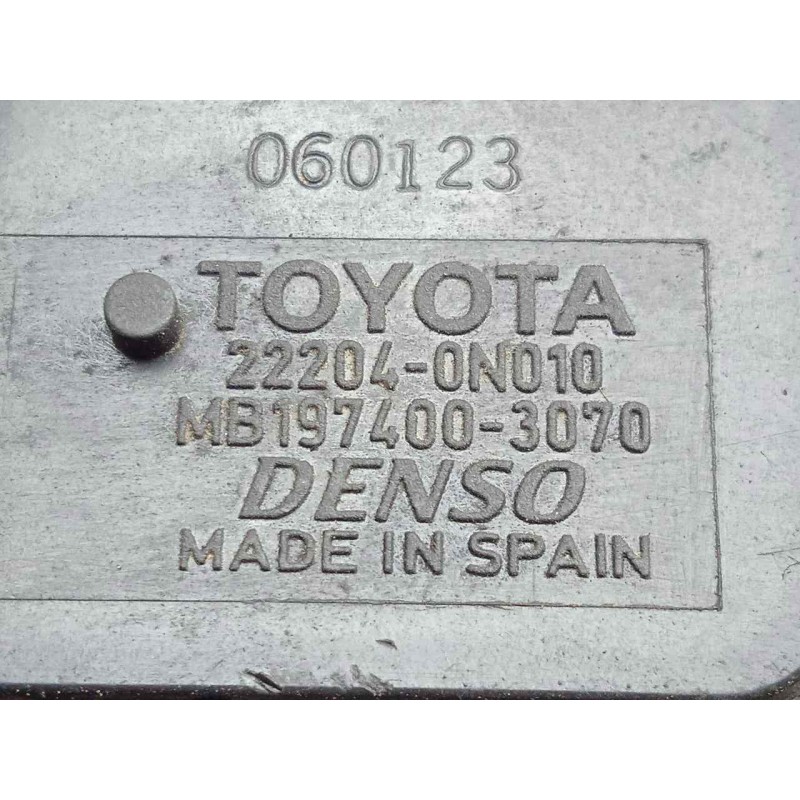 060123
TOYOTA
22204-0N010
MB197400-3070
DENSO
MADE IN SPAIN